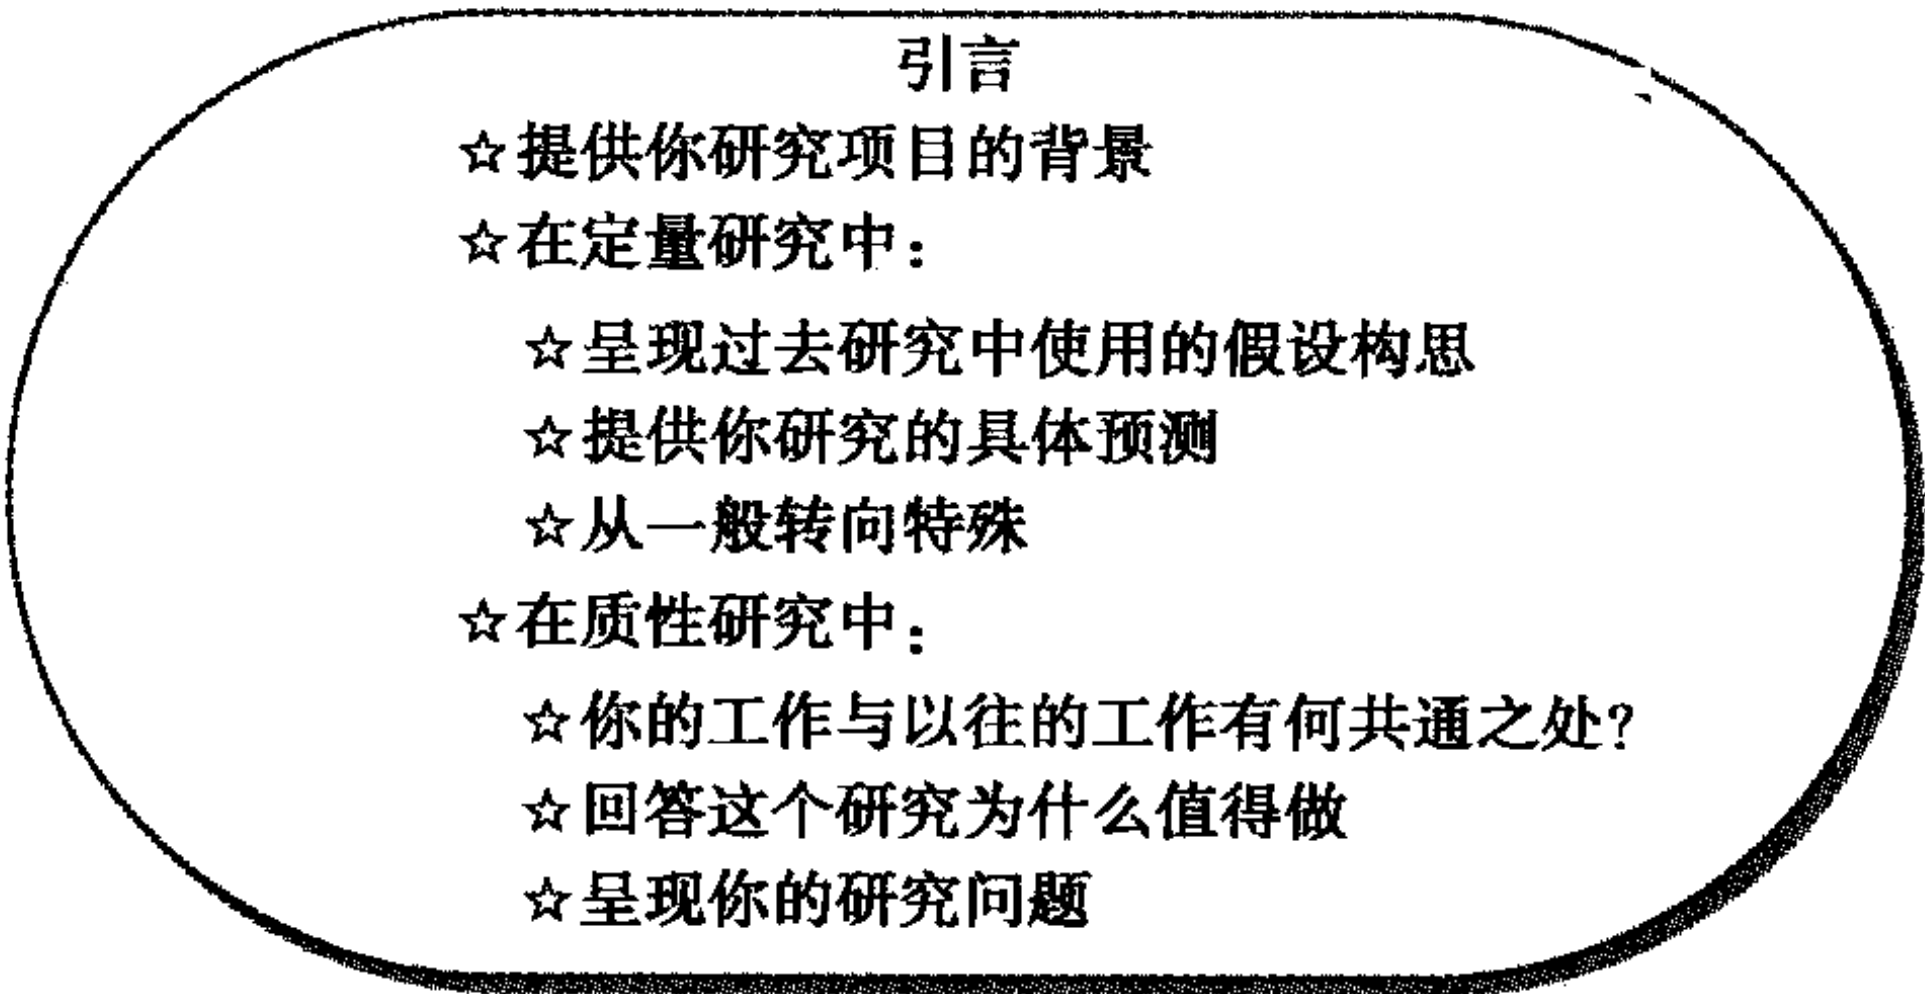 引言
☆提供你研究项目的背景
☆在定量研究中：
☆呈现过去研究中使用的假设构思
☆提供你研究的具体预测
☆从一般转向特殊
☆在质性研究中：
☆你的工作与以往的工作有何共通之处?
☆回答这个研究为什么值得做
☆呈现你的研究问题